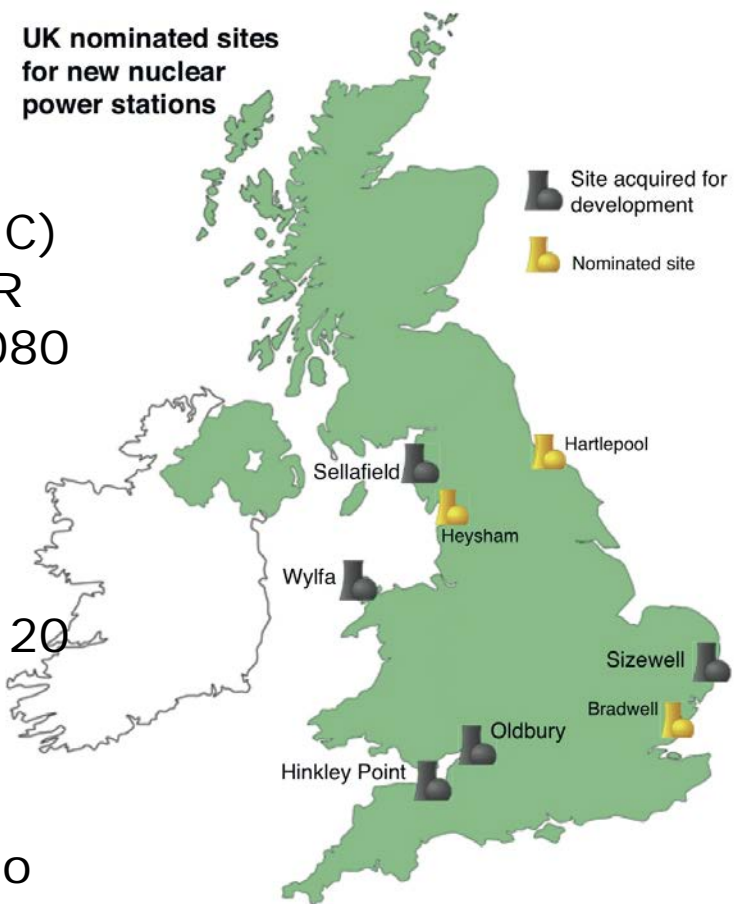 UK nominated sites
for new nuclear
power stations
Site acquired for
development
Nominated site
C)
R
080
Hartlepool
Sellafield
Heysham
Wylfa
20
Sizewell
Bradwell
Oldbury
Hinkley Point
o